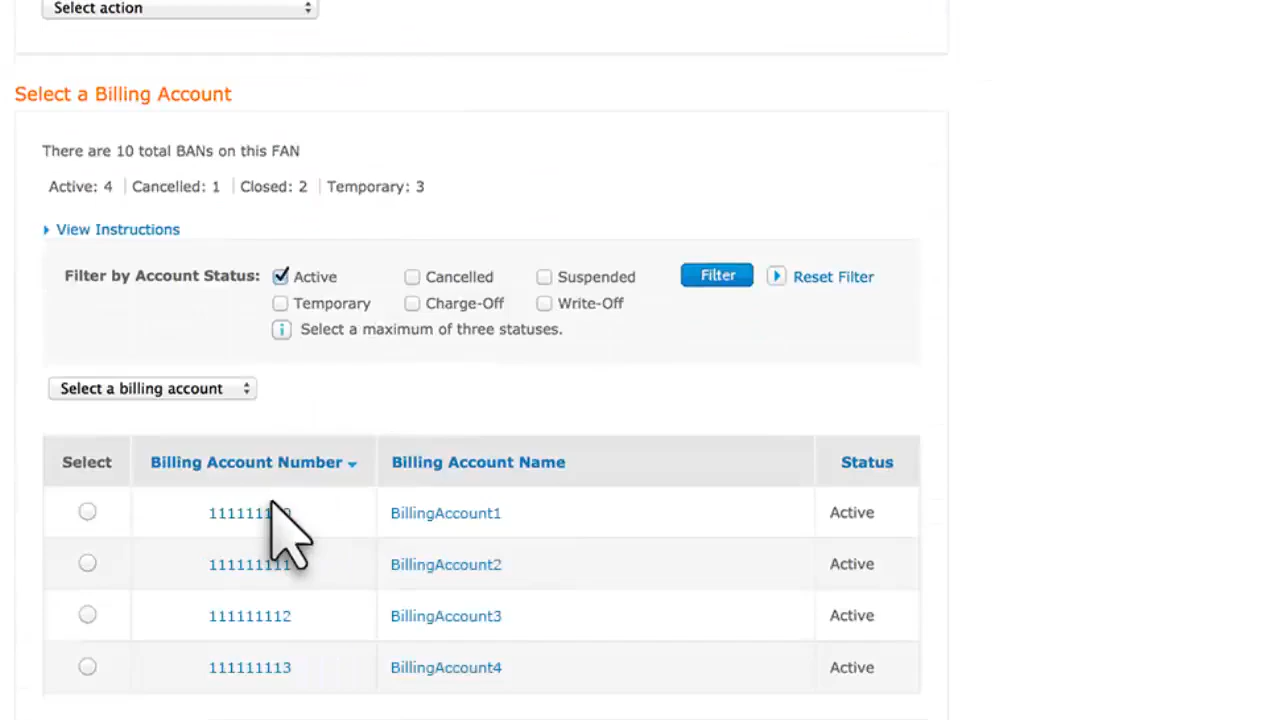 Select action
Select a Billing Account
There are 10 total BANs on this FAN
Active: 4 | Cancelled: 1 | Closed: 2 | Temporary: 3
View Instructions
Filter by Account Status: Active Cancelled Suspended Filter Reset Filter
Temporary Charge-Off Write-Off
i Select a maximum of three statuses.
Select a billing account
Select Billing Account Number Billing Account Name Status
BillingAccount1 Active
111111111 BillingAccount2 Active
111111112 BillingAccount3 Active
111111113 BillingAccount4 Active